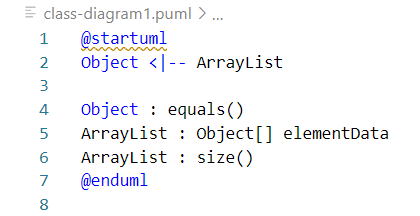 class-diagram1.puml > ...
1 @startuml
2 Object <|-- ArrayList
3
4 Object : equals()
5 ArrayList : Object[] elementData
6 ArrayList : size()
7 @enduml
8